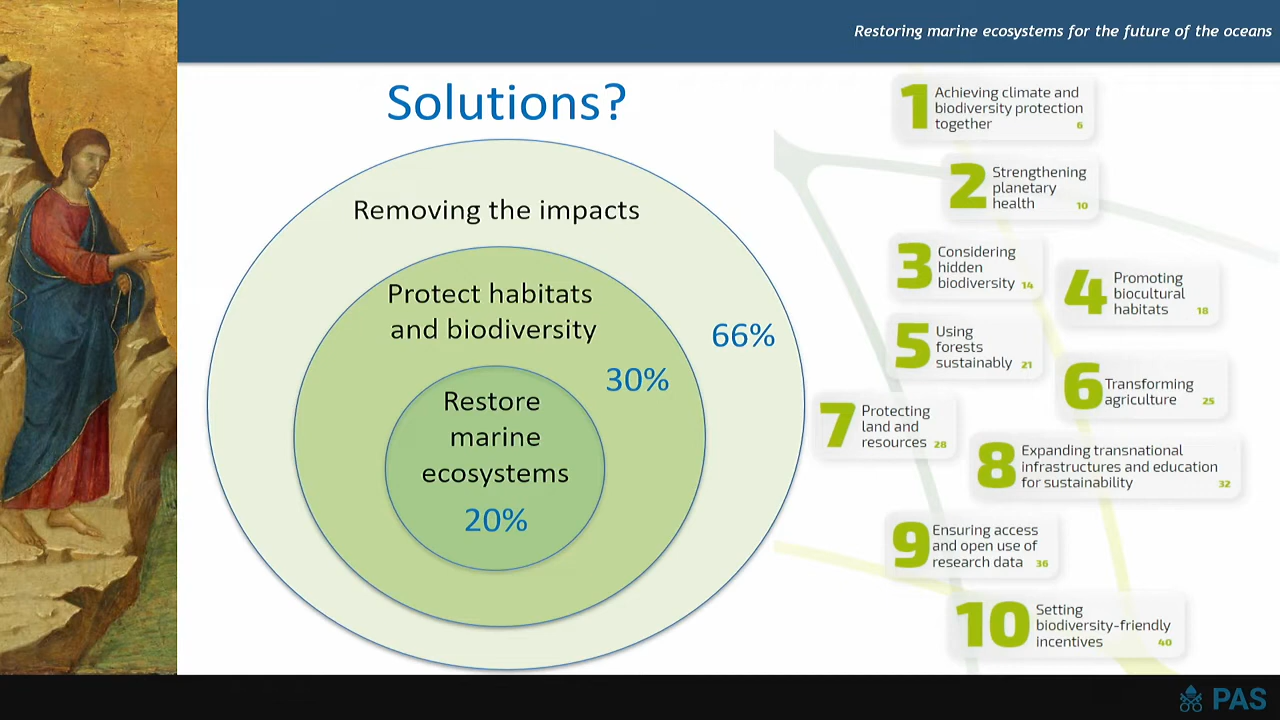 Restoring marine ecosystems for the future of the oceans
Solutions?
Removing the impacts
Protect habitats
and biodiversity
66%
30%
Restore
marine
ecosystems
20%
1 Achieving climate and
biodiversity protection
together 6
2 Strengthening
planetary
health 10
3 Considering
hidden
biodiversity 14
4 Promoting
biocultural
habitats 18
5 Using
forests
sustainably 21
6 Transforming
agriculture 25
7 Protecting
land and
resources 28
8 Expanding transnational
infrastructures and education
for sustainability 32
9 Ensuring access
and open use of
research data 36
10 Setting
biodiversity-friendly
incentives 40
PAS